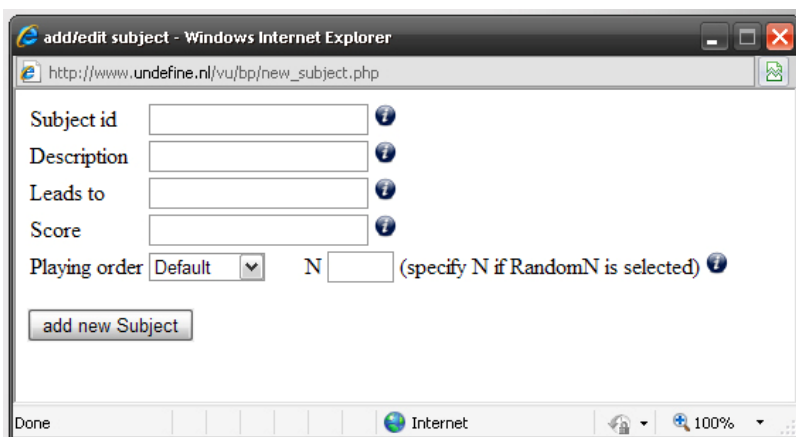 add/edit subject - Windows Internet Explorer
http://www.undefine.nl/vu/bp/new_subject.php
Subject id
Description
Leads to
Score
Playing order Default N (specify N if RandomN is selected)
add new Subject
Done Internet 100%